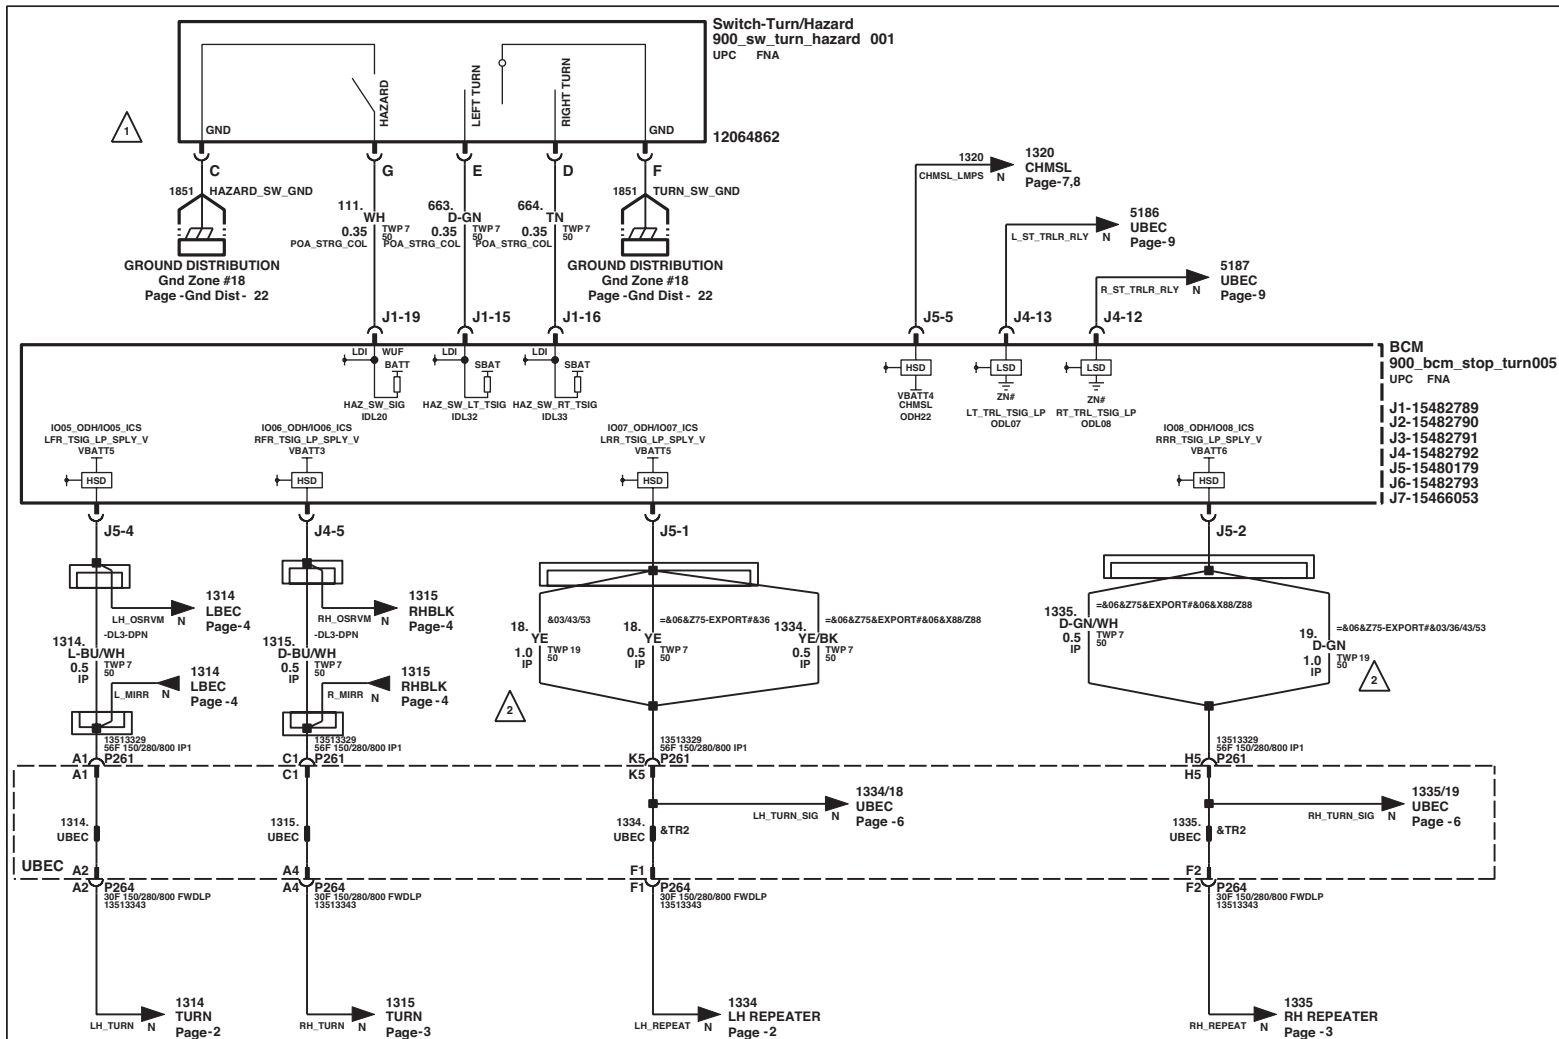 Switch-Turn/Hazard
900_sw_turn_hazard 001
UPC FNA
HAZARD
LEFT TURN
RIGHT TURN
GND
GND
12064862
1
C
G
E
D
F
1851
HAZARD_SW_GND
111.
WH
0.35
TWP 7
50
POA_STRG_COL
663.
D-GN
0.35
TWP 7
50
POA_STRG_COL
664.
TN
0.35
TWP 7
50
POA_STRG_COL
1851
TURN_SW_GND
GROUND DISTRIBUTION
Gnd Zone #18
Page -Gnd Dist - 22
GROUND DISTRIBUTION
Gnd Zone #18
Page -Gnd Dist - 22
1320
CHMSL_LMPS
N
1320
CHMSL
Page-7,8
L_ST_TRLR_RLY
N
5186
UBEC
Page-9
R_ST_TRLR_RLY
N
5187
UBEC
Page-9
J1-19
J1-15
J1-16
J5-5
J4-13
J4-12
BCM
900_bcm_stop_turn005
UPC FNA
J1-15482789
J2-15482790
J3-15482791
J4-15482792
J5-15480179
J6-15482793
J7-15466053
LDI
WUF
BATT
HAZ_SW_SIG
IDL20
LDI
SBAT
HAZ_SW_LT_TSIG
IDL32
LDI
SBAT
HAZ_SW_RT_TSIG
IDL33
HSD
VBATT4
CHMSL
ODH22
LSD
ZN#
LT_TRL_TSIG_LP
ODL07
LSD
ZN#
RT_TRL_TSIG_LP
ODL08
IO05_ODH/IO05_ICS
LFR_TSIG_LP_SPLY_V
VBATT5
HSD
IO06_ODH/IO06_ICS
RFR_TSIG_LP_SPLY_V
VBATT3
HSD
IO07_ODH/IO07_ICS
LRR_TSIG_LP_SPLY_V
VBATT5
HSD
IO08_ODH/IO08_ICS
RRR_TSIG_LP_SPLY_V
VBATT6
HSD
J5-4
J4-5
J5-1
J5-2
LH_OSRVM
N
1314
LBEC
Page-4
-DL3-DPN
1314.
L-BU/WH
0.5
IP
TWP 7
50
L_MIRR
N
1314
LBEC
Page -4
RH_OSRVM
N
1315
RHBLK
Page-4
-DL3-DPN
1315.
D-BU/WH
0.5
IP
TWP 7
50
R_MIRR
N
1315
RHBLK
Page -4
&03/43/53
18.
YE
1.0
IP
TWP 19
50
=&06&Z75-EXPORT#&36
18.
YE
0.5
IP
TWP 7
50
=&06&Z75&EXPORT#&06&X88/Z88
1334.
YE/BK
0.5
IP
TWP 7
50
2
=&06&Z75&EXPORT#&06&X88/Z88
1335.
D-GN/WH
0.5
IP
TWP 7
50
=&06&Z75-EXPORT#&03/36/43/53
19.
D-GN
1.0
IP
TWP 19
50
2
13513329
56F 150/280/800 IP1
A1
P261
A1
13513329
56F 150/280/800 IP1
C1
P261
C1
13513329
56F 150/280/800 IP1
K5
P261
K5
13513329
56F 150/280/800 IP1
H5
P261
H5
LH_TURN_SIG
N
1334/18
UBEC
Page -6
RH_TURN_SIG
N
1335/19
UBEC
Page -6
1314.
UBEC
1315.
UBEC
1334.
UBEC
&TR2
1335.
UBEC
&TR2
UBEC
A2
A2
P264
30F 150/280/800 FWDLP
13513343
A4
A4
P264
30F 150/280/800 FWDLP
13513343
F1
F1
P264
30F 150/280/800 FWDLP
13513343
F2
F2
P264
30F 150/280/800 FWDLP
13513343
LH_TURN
N
1314
TURN
Page-2
RH_TURN
N
1315
TURN
Page-3
LH_REPEAT
N
1334
LH REPEATER
Page -2
RH_REPEAT
N
1335
RH REPEATER
Page -3